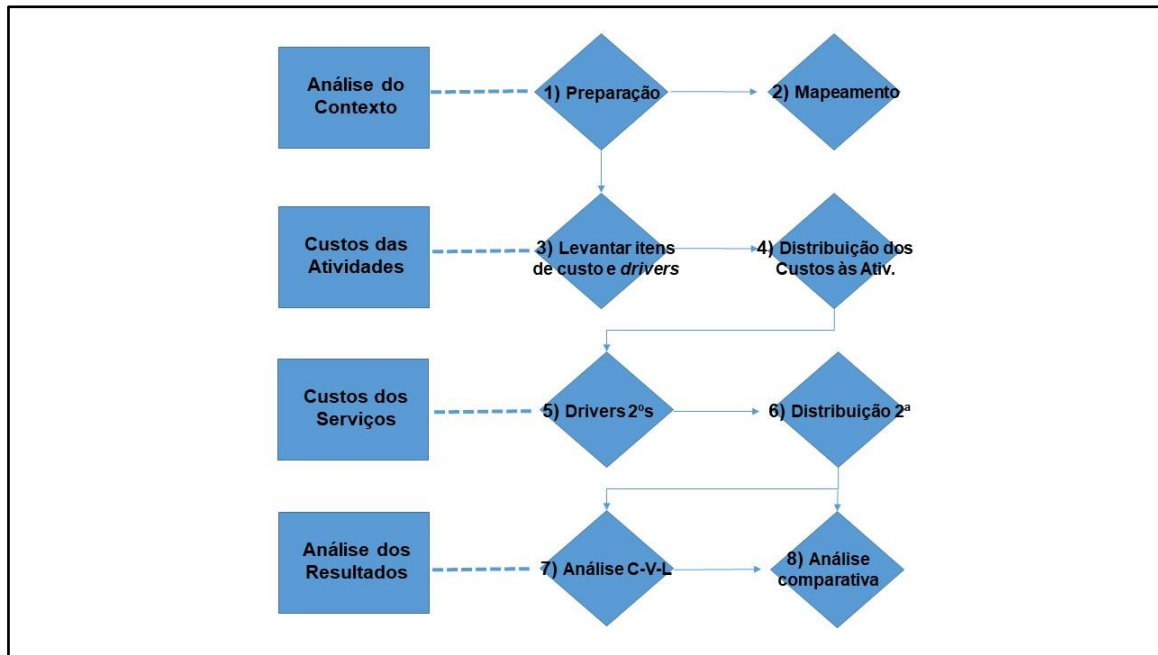 Análise do
Contexto
1) Preparação
2) Mapeamento
Custos das
Atividades
3) Levantar itens
de custo e drivers
4) Distribuição dos
Custos às Ativ.
Custos dos
Serviços
5) Drivers 2ºs
6) Distribuição 2ª
Análise dos
Resultados
7) Análise C-V-L
8) Análise
comparativa